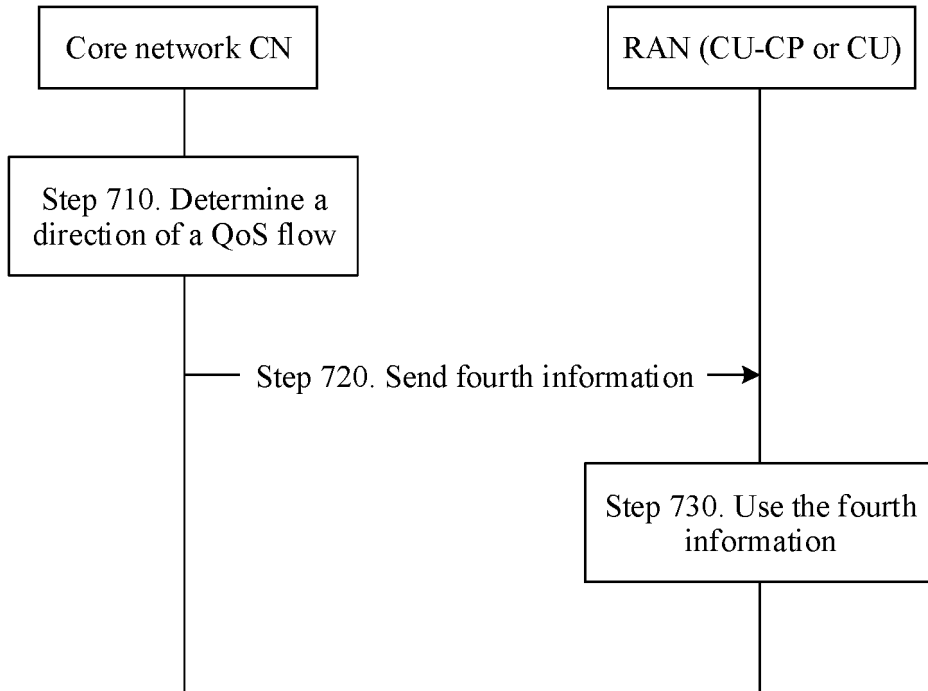 Core network CN
RAN (CU-CP or CU)
Step 710. Determine a
direction of a QoS flow
Step 720. Send fourth information
Step 730. Use the fourth
information